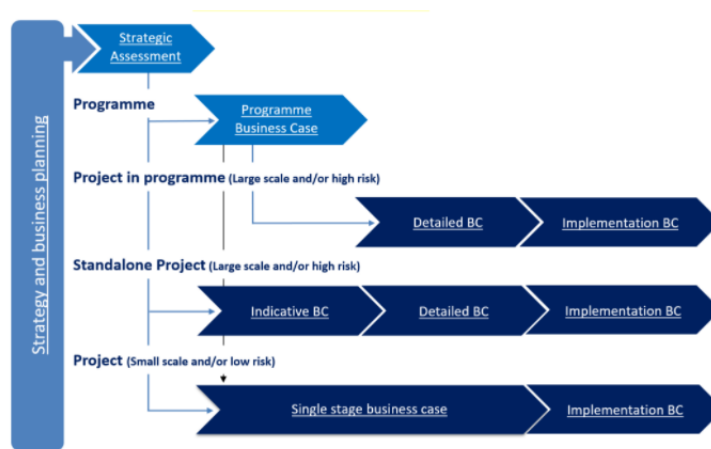 Strategy and business planning
Strategic
Assessment
Programme
Programme
Business Case
Project in programme (Large scale and/or high risk)
Detailed BC
Implementation BC
Standalone Project (Large scale and/or high risk)
Indicative BC
Detailed BC
Implementation BC
Project (Small scale and/or low risk)
Single stage business case
Implementation BC